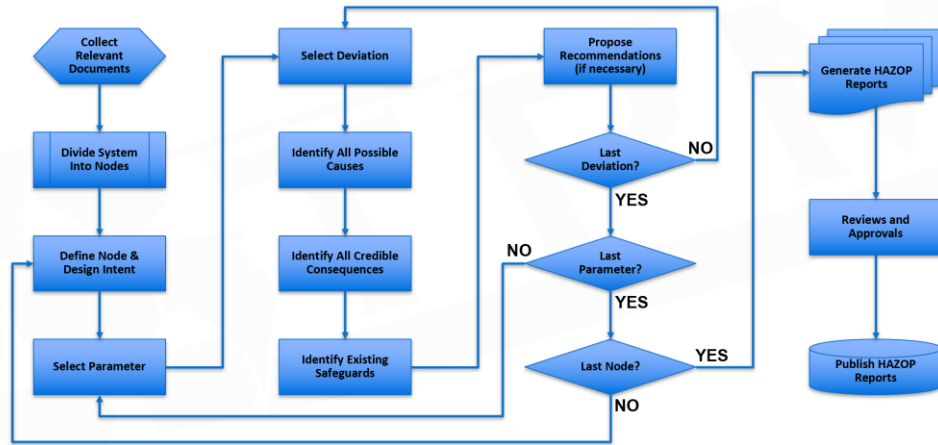 Collect
Relevant
Documents
Divide System
Into Nodes
Define Node &
Design Intent
Select Parameter
Select Deviation
Identify All Possible
Causes
Identify All Credible
Consequences
Identify Existing
Safeguards
Propose
Recommendations
(if necessary)
Last
Deviation?
NO
YES
Last
Parameter?
NO
YES
Last Node?
YES
NO
Generate HAZOP
Reports
Reviews and
Approvals
Publish HAZOP
Reports